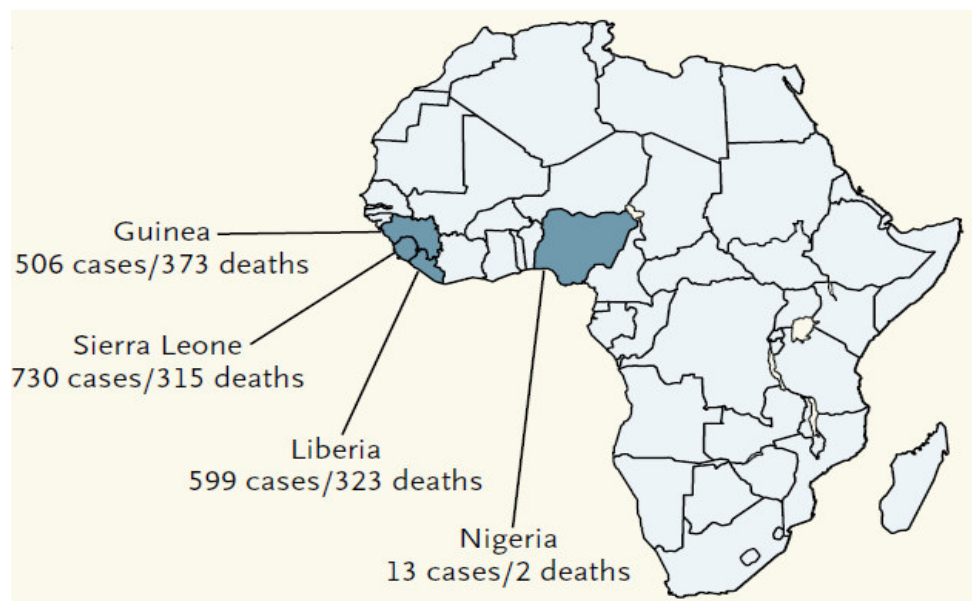 Guinea
506 cases/373 deaths
Sierra Leone
730 cases/315 deaths
Liberia
599 cases/323 deaths
Nigeria
13 cases/2 deaths